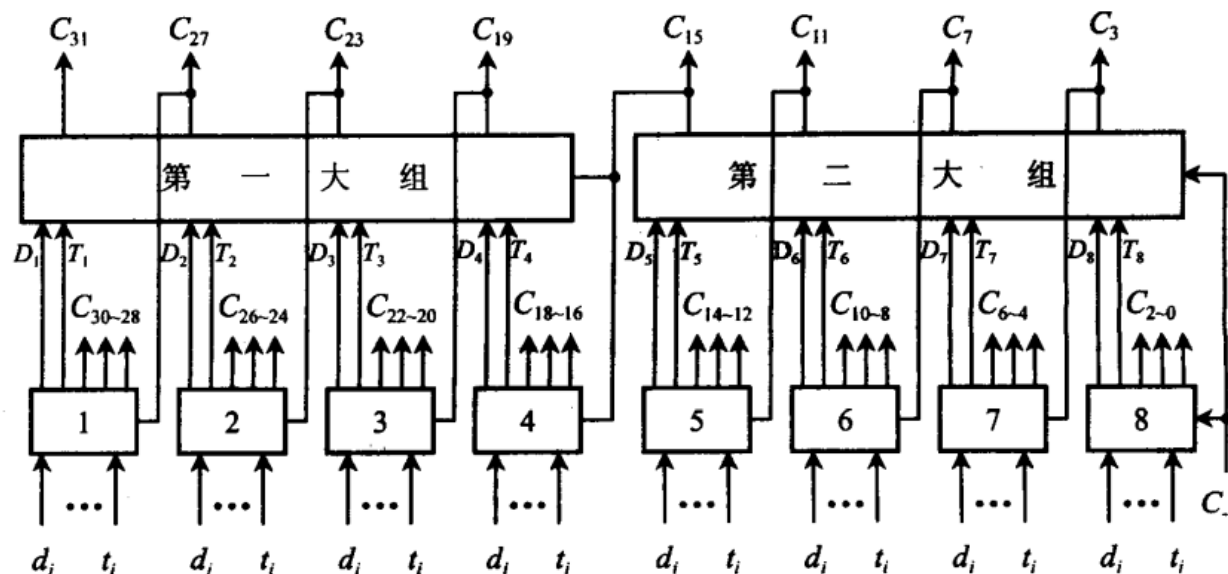 C₃₁ C₂₇ C₂₃ C₁₉ C₁₅ C₁₁ C₇ C₃
第一大组 第二大组
D₁ T₁ D₂ T₂ D₃ T₃ D₄ T₄ D₅ T₅ D₆ T₆ D₇ T₇ D₈ T₈
C₃₀~₂₈ C₂₆~₂₄ C₂₂~₂₀ C₁₈~₁₆ C₁₄~₁₂ C₁₀~₈ C₆~₄ C₂~₀
1 2 3 4 5 6 7 8
... ... ... ... ... ... ... ... C₋
dᵢ tᵢ dᵢ tᵢ dᵢ tᵢ dᵢ tᵢ dᵢ tᵢ dᵢ tᵢ dᵢ tᵢ dᵢ tᵢ